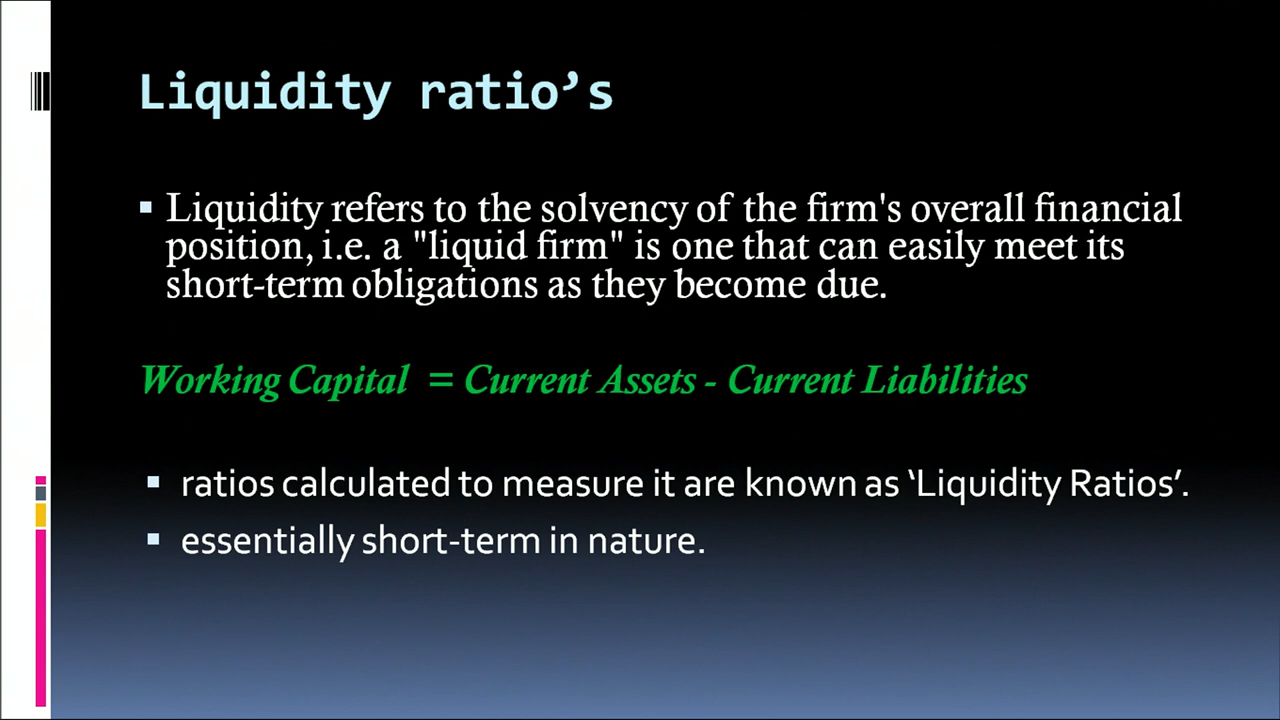 Liquidity ratio’s
▪ Liquidity refers to the solvency of the firm's overall financial
position, i.e. a "liquid firm" is one that can easily meet its
short-term obligations as they become due.
Working Capital = Current Assets - Current Liabilities
▪ ratios calculated to measure it are known as ‘Liquidity Ratios’.
▪ essentially short-term in nature.